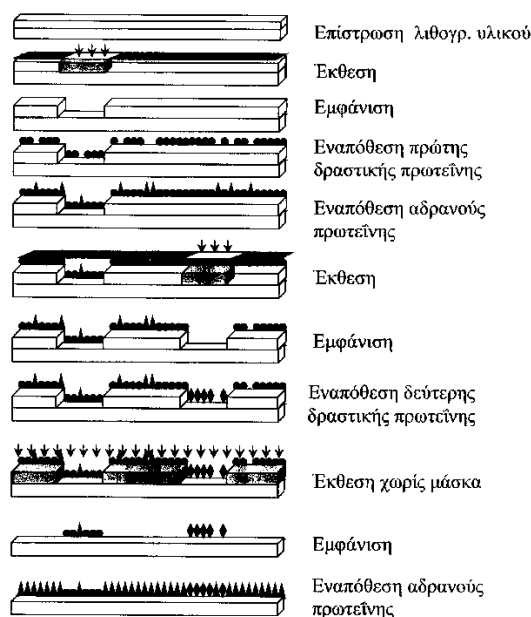 Επίστρωση λιθογρ. υλικού
Έκθεση
Εμφάνιση
Εναπόθεση πρώτης
δραστικής πρωτεΐνης
Εναπόθεση αδρανούς
πρωτεΐνης
Έκθεση
Εμφάνιση
Εναπόθεση δεύτερης
δραστικής πρωτεΐνης
Έκθεση χωρίς μάσκα
Εμφάνιση
Εναπόθεση αδρανούς
πρωτεΐνης